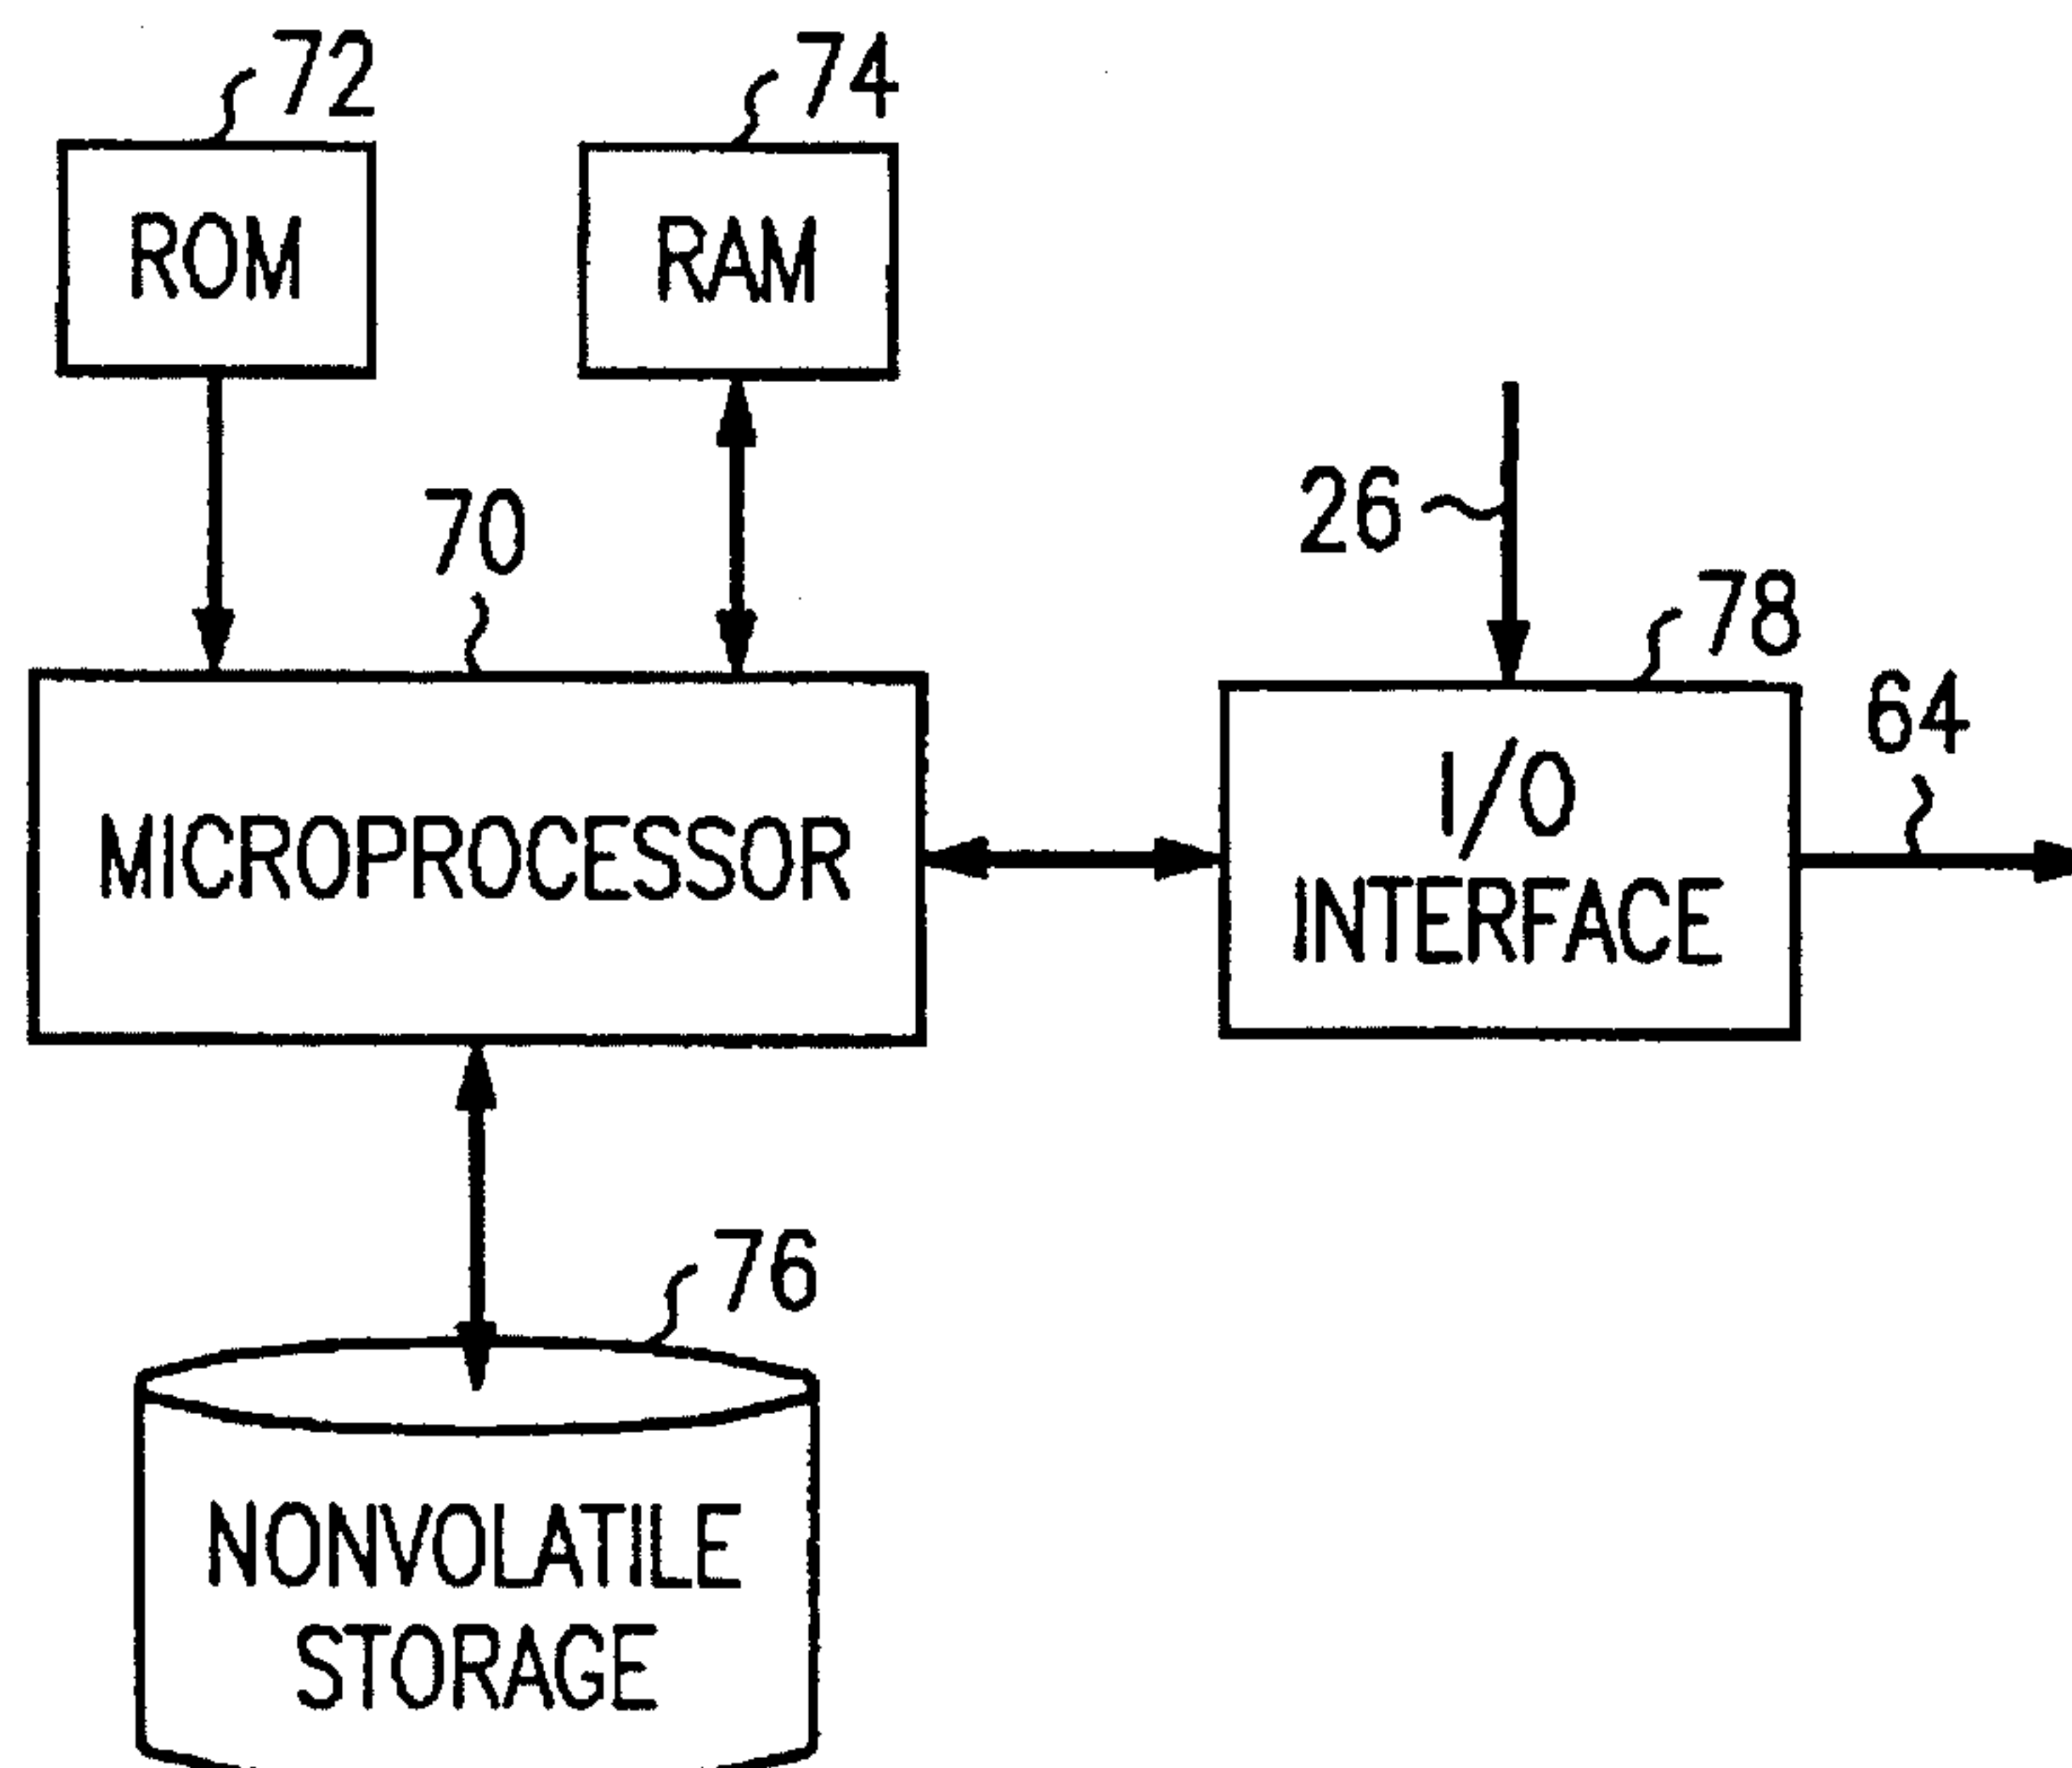 72
74
ROM
RAM
70
26
78
64
MICROPROCESSOR
I/O
INTERFACE
76
NONVOLATILE
STORAGE